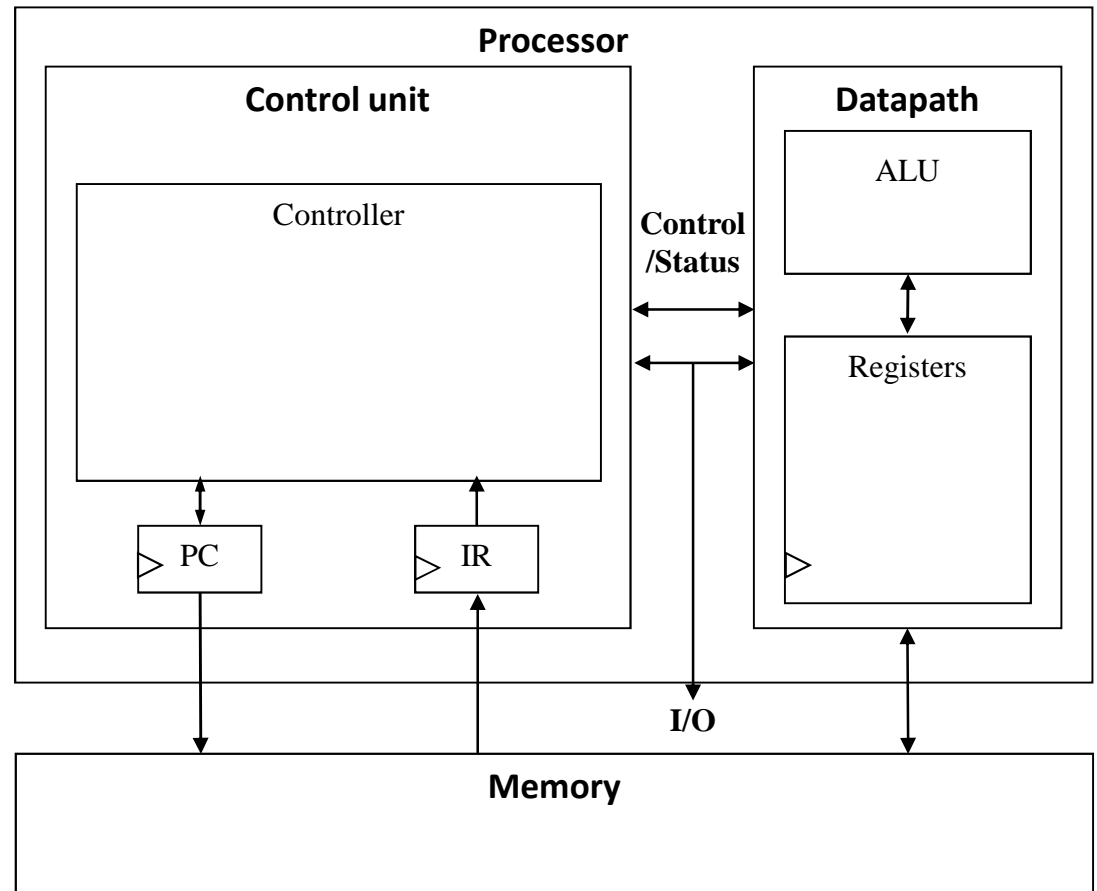 Processor
Control unit
Datapath
ALU
Controller
Control
/Status
Registers
PC
IR
I/O
Memory